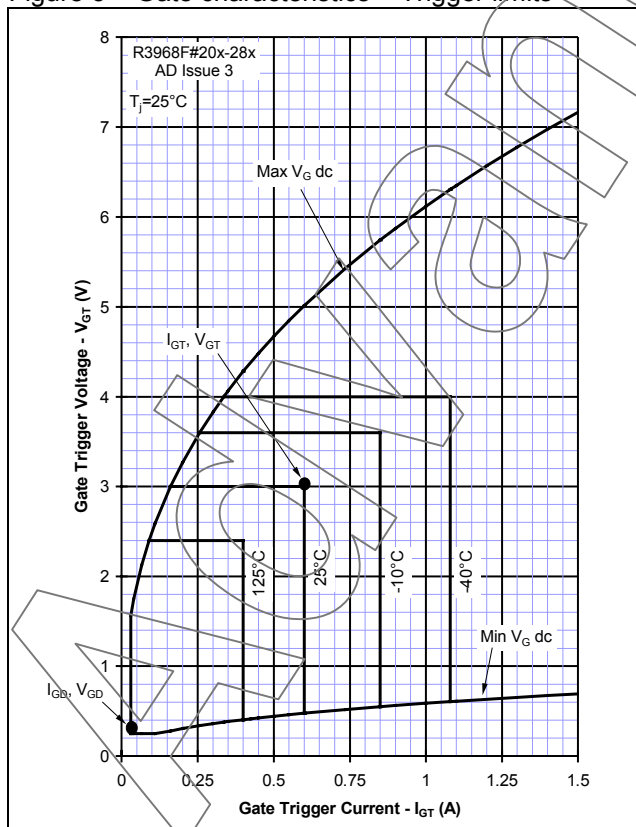 Figure 5 – Gate characteristics – Trigger limits
R3968F#20x-28x
AD Issue 3
Tj=25°C
8
7
6
5
4
3
2
1
0
Gate Trigger Voltage - VGT (V)
Max VG dc
IGT, VGT
125°C
25°C
-10°C
-40°C
Min VG dc
IGD, VGD
0
0.25
0.5
0.75
1
1.25
1.5
Gate Trigger Current - IGT (A)